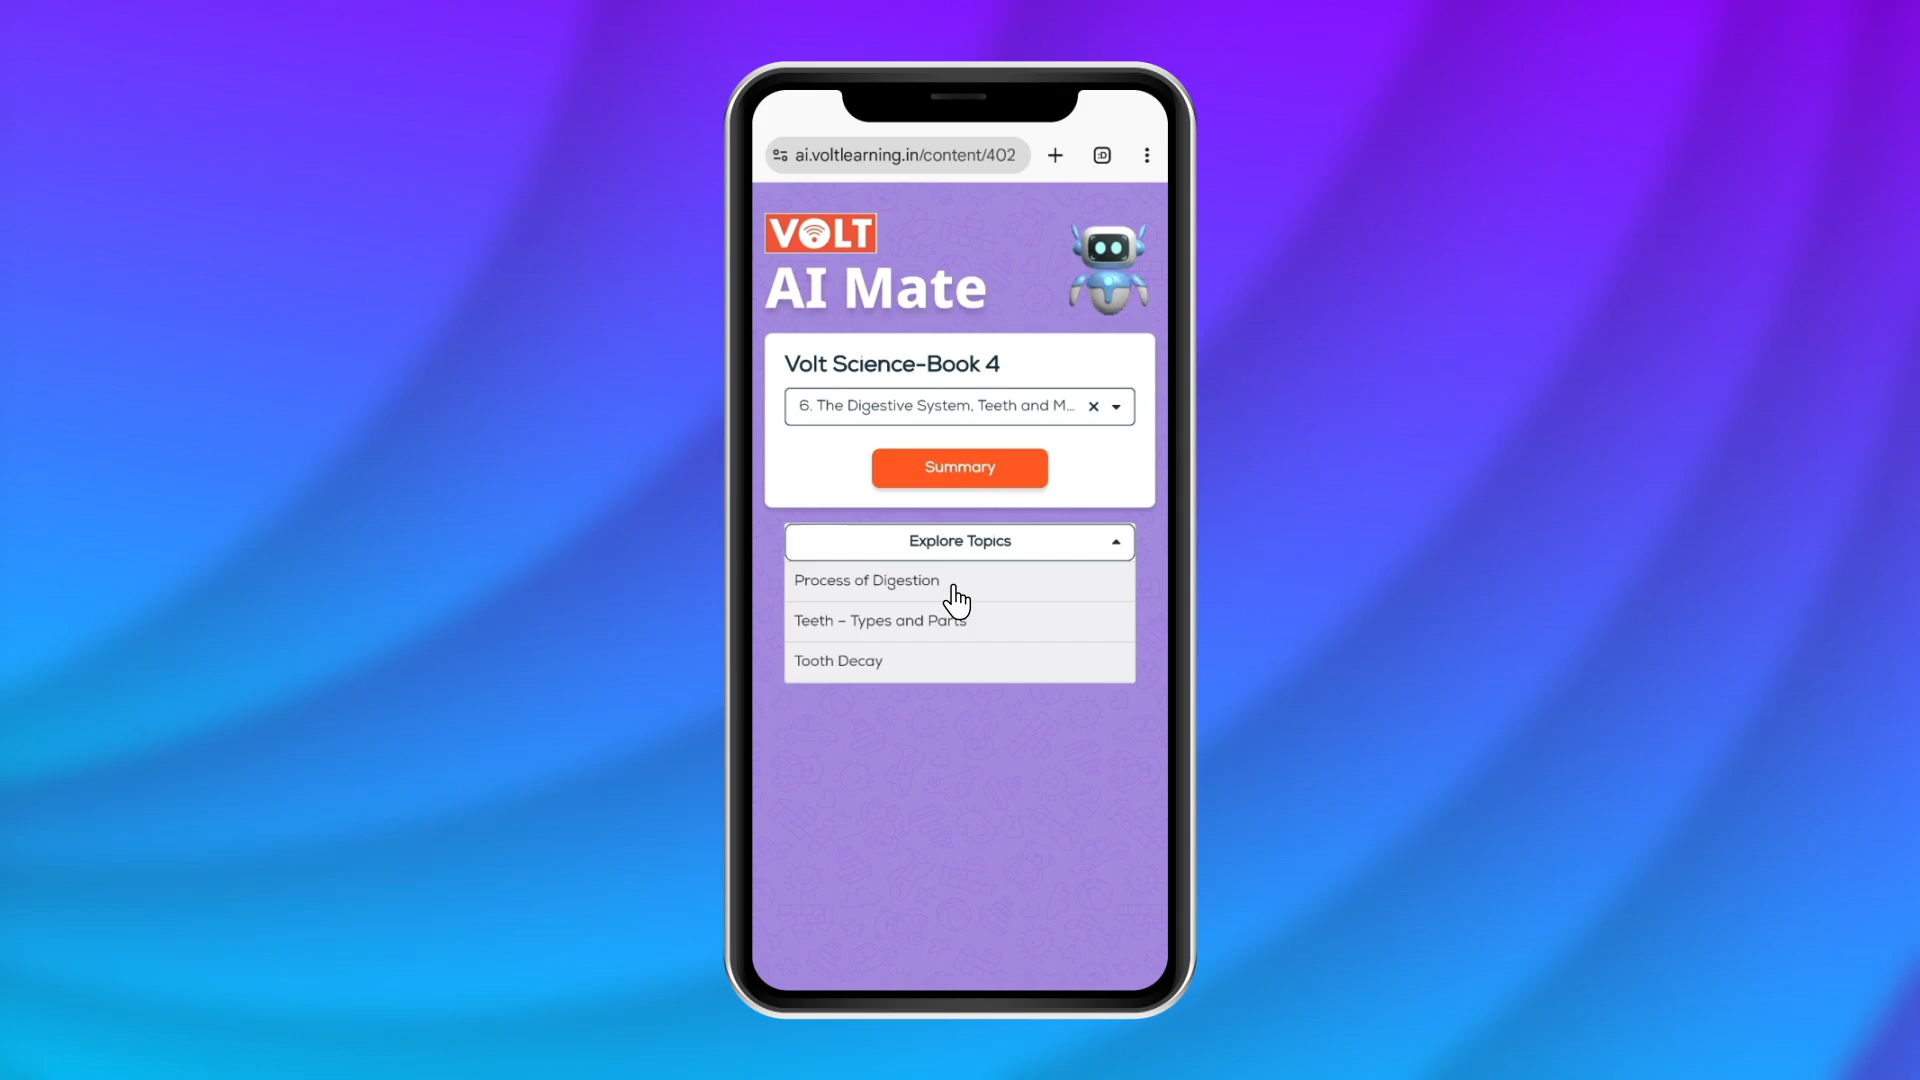 ai.voltlearning.in/content/402
VOLT
AI Mate
Volt Science-Book 4
6. The Digestive System, Teeth and M...
Summary
Explore Topics
Process of Digestion
Teeth – Types and Parts
Tooth Decay